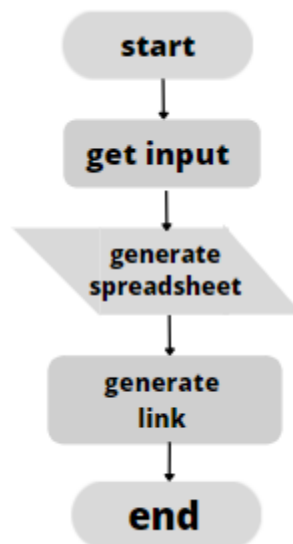 start
get input
generate
spreadsheet
generate
link
end